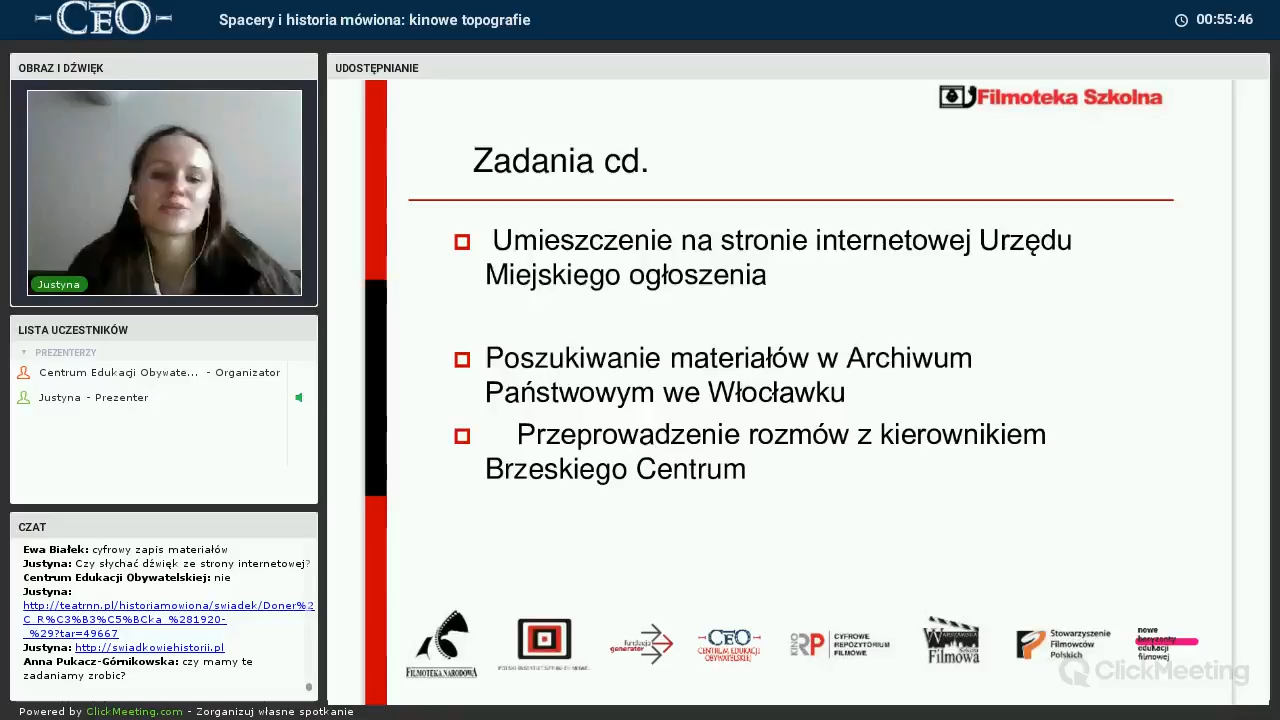 CEO
Spacery i historia mówiona: kinowe topografie
00:55:46
OBRAZ I DŹWIĘK
Justyna
LISTA UCZESTNIKÓW
PREZENTERZY
Centrum Edukacji Obywate... - Organizator
Justyna - Prezenter
CZAT
Ewa Białek: cyfrowy zapis materiałów
Justyna: Czy słychać dźwięk ze strony internetowej?
Centrum Edukacji Obywatelskiej: nie
Justyna:
http://teatrnn.pl/historiamowiona/swiadek/Doner%2
C_R%C3%B3%C5%BCka_%281920-
_%29?tar=49667
Justyna: http://swiadkowiehistorii.pl
Anna Pukacz-Górnikowska: czy mamy te
zadaniamy zrobic?
UDOSTĘPNIANIE
Filmoteka Szkolna
Zadania cd.
Umieszczenie na stronie internetowej Urzędu
Miejskiego ogłoszenia
Poszukiwanie materiałów w Archiwum
Państwowym we Włocławku
Przeprowadzenie rozmów z kierownikiem
Brzeskiego Centrum
FILMOTEKA NARODOWA
fundacja
generator
CEO
CENTRUM EDUKACJI
OBYWATELSKIEJ
KINO
RP
CYFROWE
REPOZYTORIUM
FILMOWE
WARSZAWSKA
Szkoła
Filmowa
Stowarzyszenie
Filmowców
Polskich
nowe
horyzonty
edukacji
filmowej
ClickMeeting
Powered by ClickMeeting.com - Zorganizuj własne spotkanie